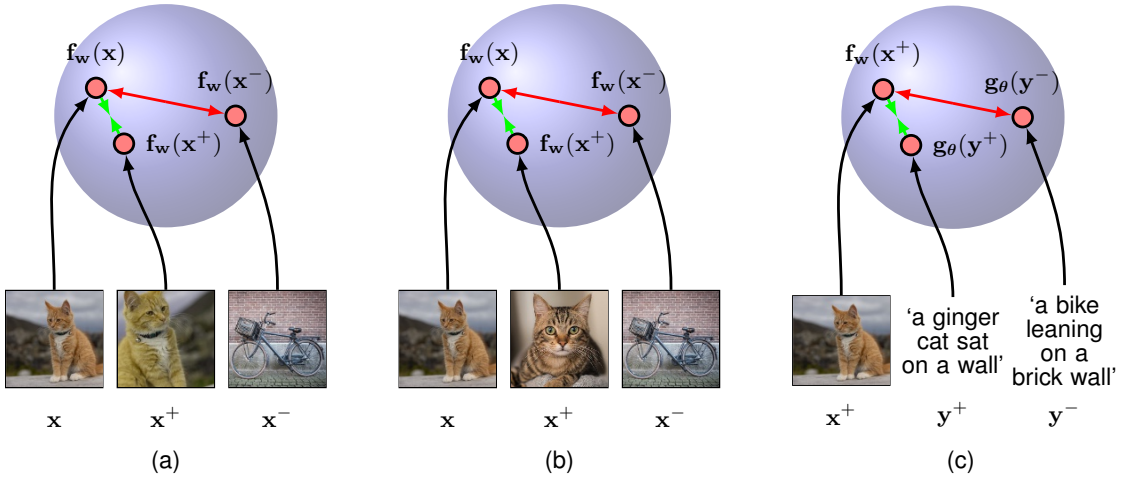 f_w(x)
f_w(x⁻)
f_w(x⁺)
x
x⁺
x⁻
(a)
f_w(x)
f_w(x⁻)
f_w(x⁺)
x
x⁺
x⁻
(b)
f_w(x⁺)
g_θ(y⁻)
g_θ(y⁺)
‘a ginger
cat sat
on a wall’
‘a bike
leaning
on a
brick wall’
x⁺
y⁺
y⁻
(c)